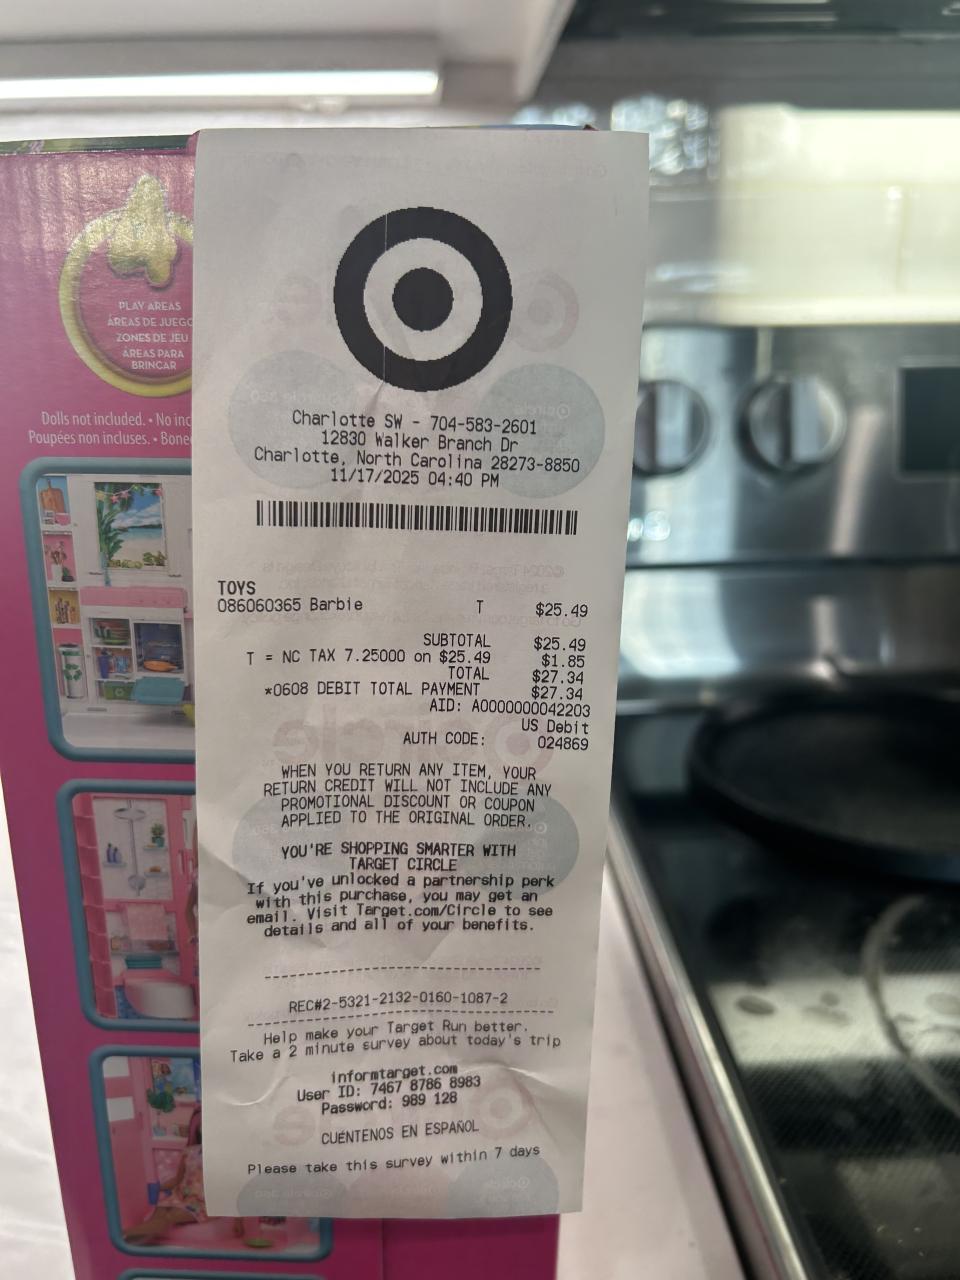 PLAY AREAS
ÁREAS DE JUEGO
ZONES DE JEU
ÁREAS PARA
BRINCAR
Dolls not included. • No inc
Poupées non incluses. • Bone
Charlotte SW - 704-583-2601
12830 Walker Branch Dr
Charlotte, North Carolina 28273-8850
11/17/2025 04:40 PM
TOYS
086060365 Barbie T $25.49
SUBTOTAL $25.49
T = NC TAX 7.25000 on $25.49 $1.85
TOTAL $27.34
*0608 DEBIT TOTAL PAYMENT $27.34
AID: A0000000042203
US Debit
AUTH CODE: 024869
WHEN YOU RETURN ANY ITEM, YOUR
RETURN CREDIT WILL NOT INCLUDE ANY
PROMOTIONAL DISCOUNT OR COUPON
APPLIED TO THE ORIGINAL ORDER.
YOU'RE SHOPPING SMARTER WITH
TARGET CIRCLE
If you've unlocked a partnership perk
with this purchase, you may get an
email. Visit Target.com/Circle to see
details and all of your benefits.
REC#2-5321-2132-0160-1087-2
Help make your Target Run better.
Take a 2 minute survey about today's trip
informtarget.com
User ID: 7467 8786 8983
Password: 989 128
CUÉNTENOS EN ESPAÑOL
Please take this survey within 7 days